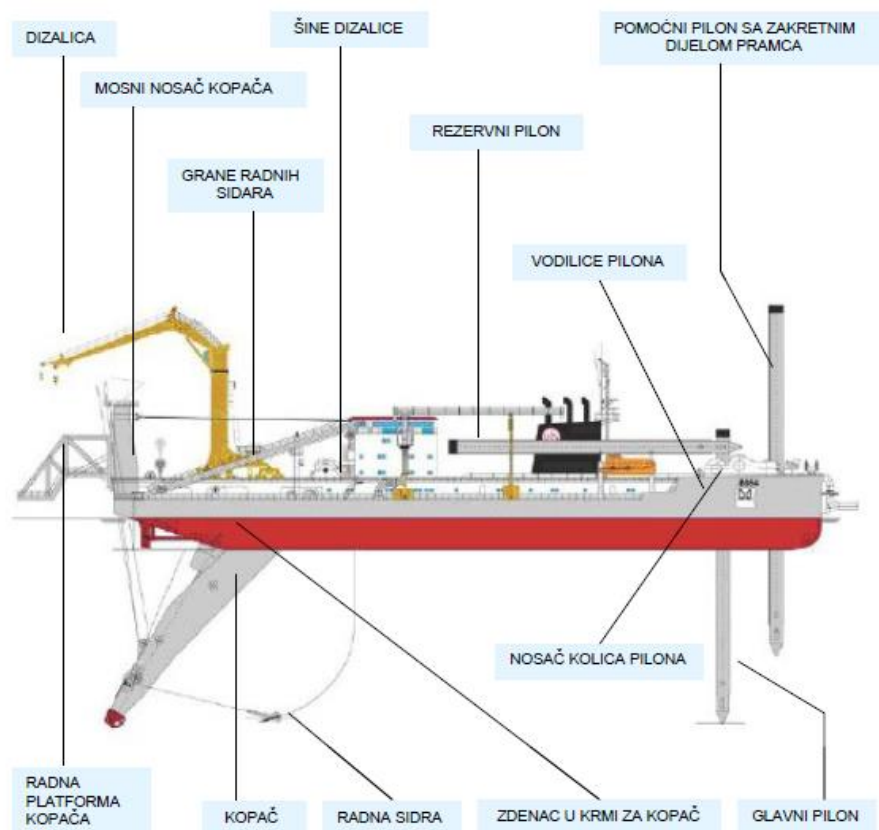 DIZALICA
ŠINE DIZALICE
POMOĆNI PILON SA ZAKRETNIM
DIJELOM PRAMCA
MOSNI NOSAČ KOPAČA
REZERVNI PILON
GRANE RADNIH
SIDARA
VODILICE PILONA
NOSAČ KOLICA PILONA
RADNA
PLATFORMA
KOPAČA
KOPAČ
RADNA SIDRA
ZDENAC U KRMI ZA KOPAČ
GLAVNI PILON